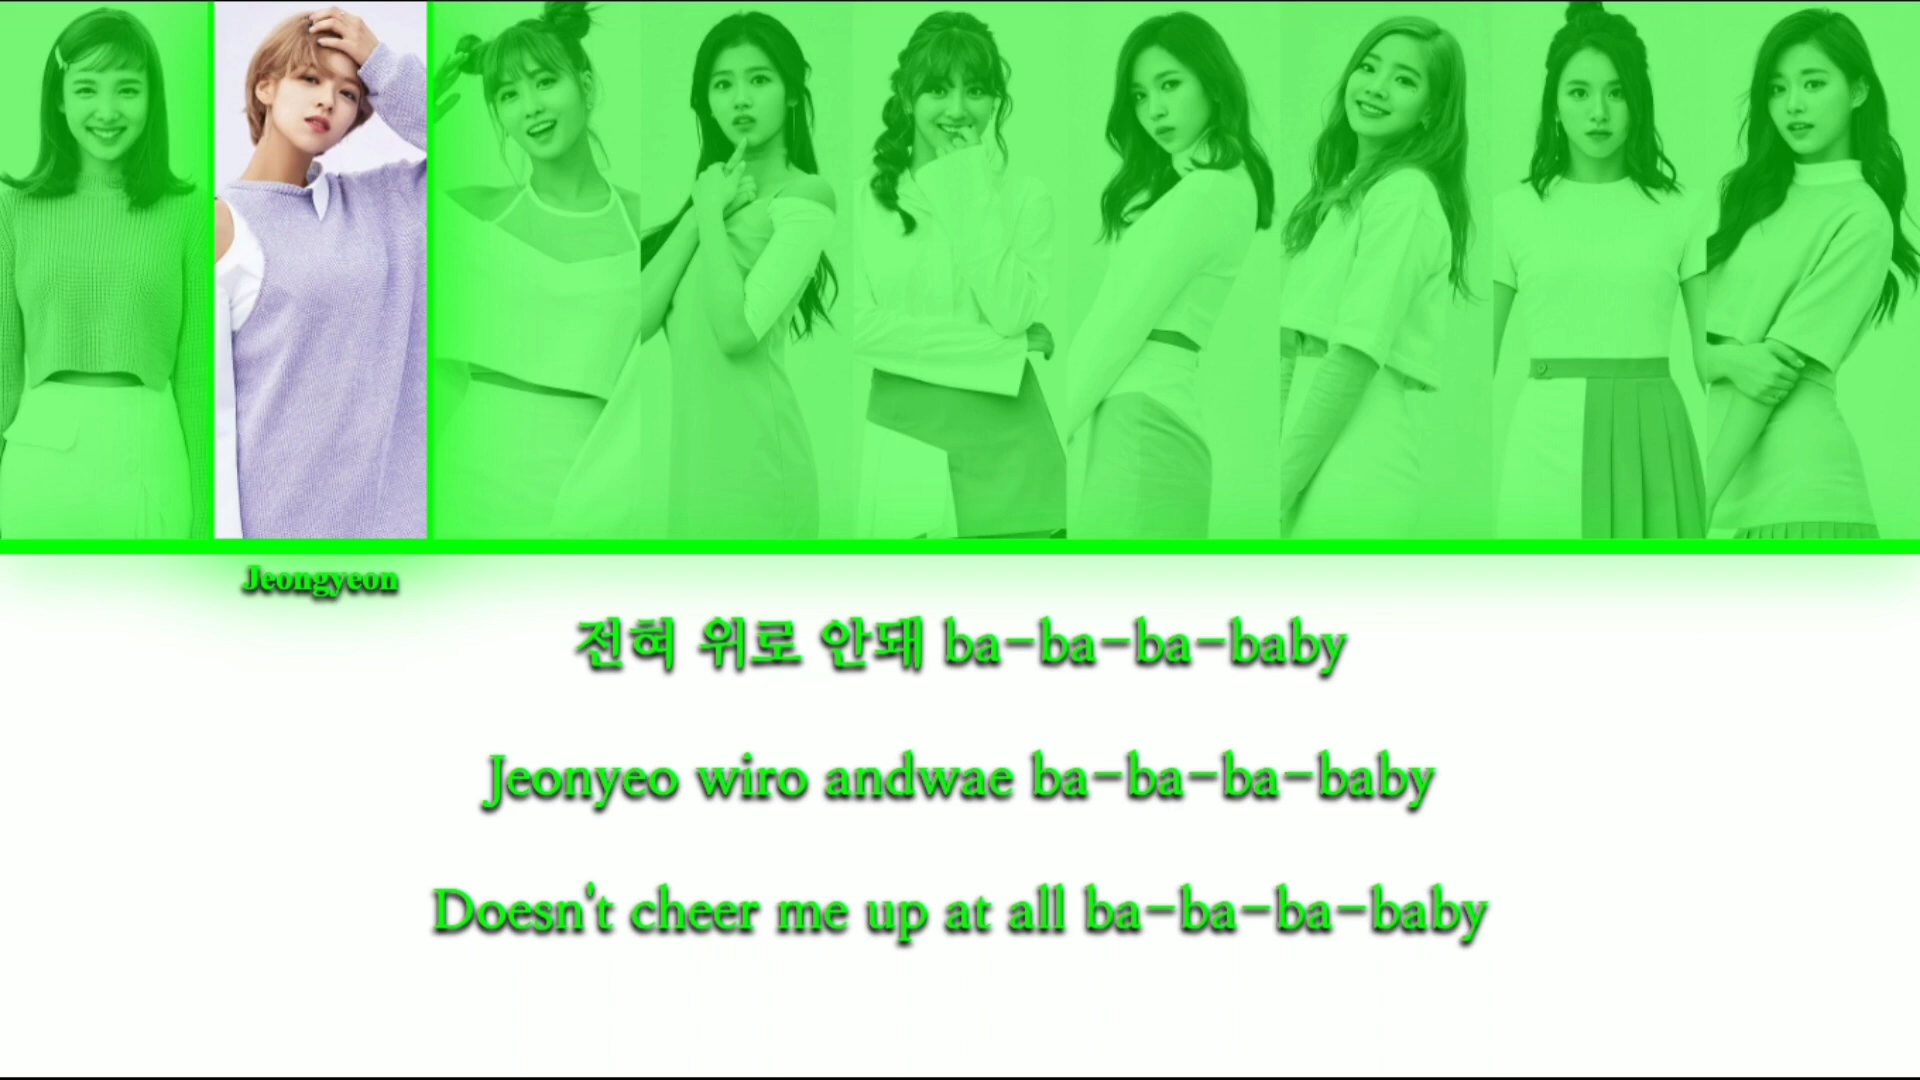 Jeongyeon
전혀 위로 안돼 ba-ba-ba-baby
Jeonyeo wiro andwae ba-ba-ba-baby
Doesn't cheer me up at all ba-ba-ba-baby